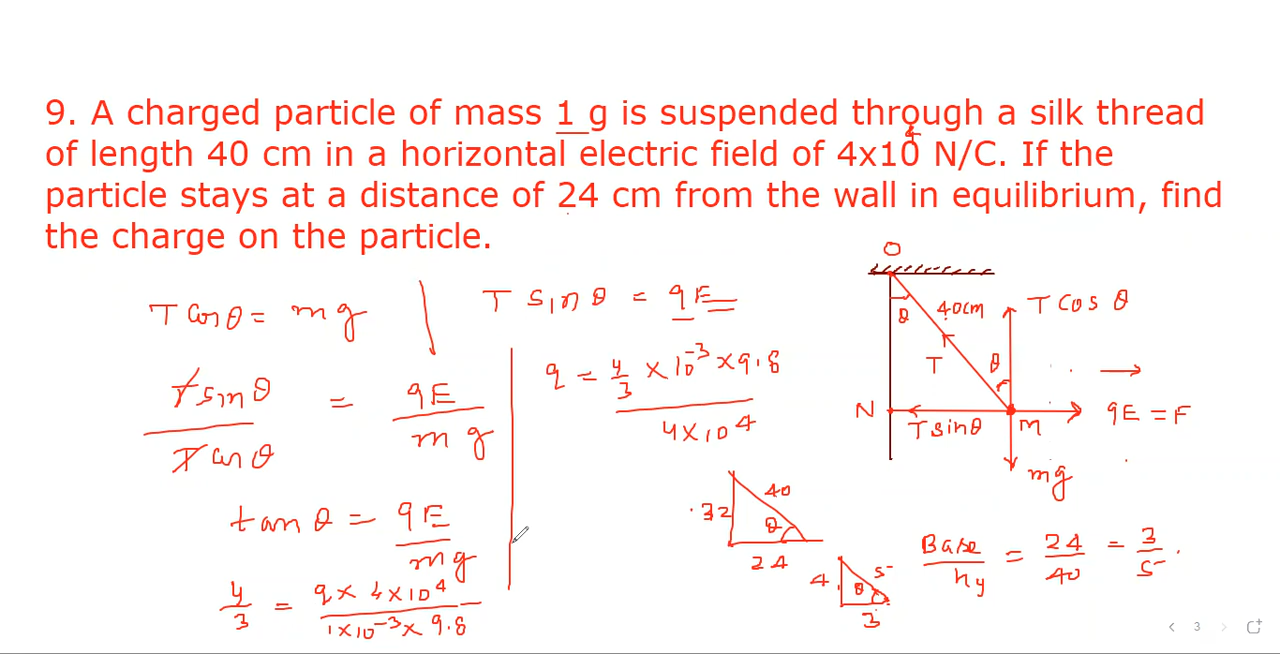 9. A charged particle of mass 1 g is suspended through a silk thread
of length 40 cm in a horizontal electric field of 4x10⁴ N/C. If the
particle stays at a distance of 24 cm from the wall in equilibrium, find
the charge on the particle.
T cos θ = mg
T sin θ = qE
T sin θ / T cos θ = qE / mg
tan θ = qE / mg
4/3 = q × 4×10⁴ / 1×10⁻³ × 9.8
q = 4/3 × 10⁻³ × 9.8 / 4×10⁴
O
θ
40cm
T cos θ
T
θ
N
T sin θ
M
qE = F
mg
32
40
θ
24
4
5
θ
3
Base / hy = 24/40 = 3/5
3